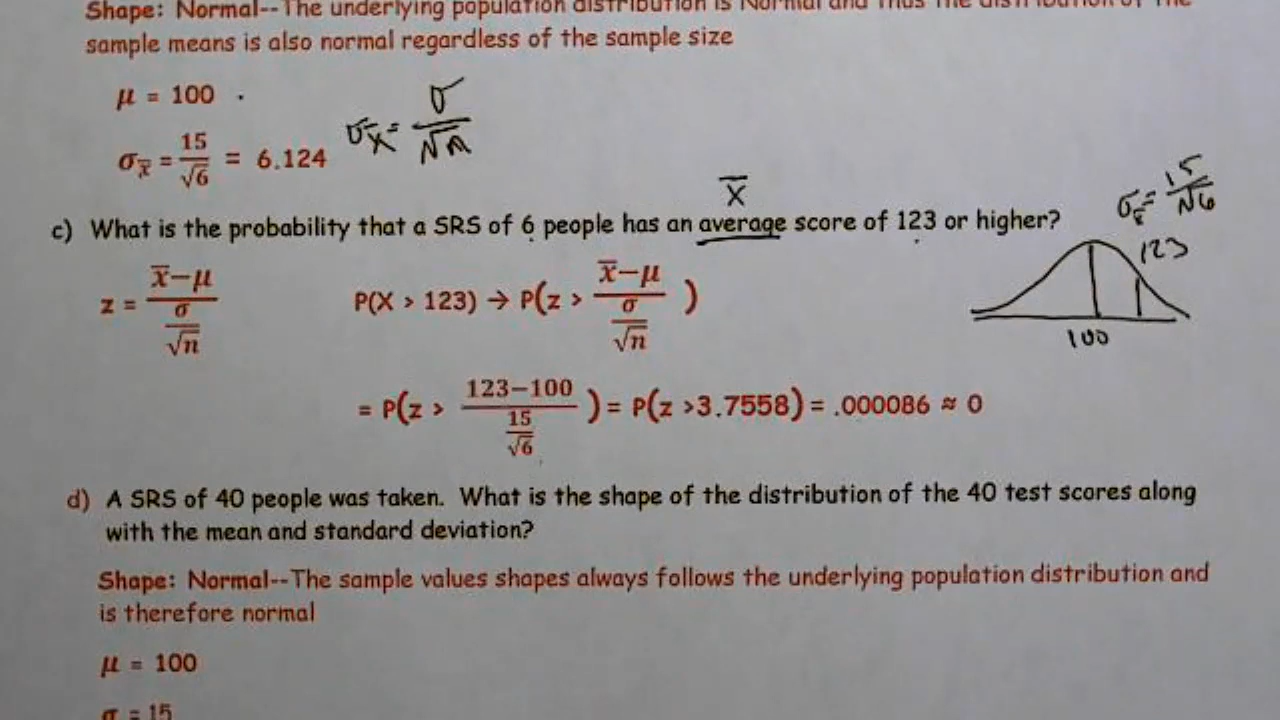 Shape: Normal--The underlying population distribution is Normal and thus the distribution of the
sample means is also normal regardless of the sample size
μ = 100 .
σx̅ = 15/√6 = 6.124
σx̅ = σ/√n
x̅
σx̅ = 15/√6
c) What is the probability that a SRS of 6 people has an average score of 123 or higher?
123
z = (x̅−μ)/(σ/√n) P(X > 123) → P(z > (x̅−μ)/(σ/√n))
100
= P(z > (123−100)/(15/√6)) = P(z >3.7558) = .000086 ≈ 0
d) A SRS of 40 people was taken. What is the shape of the distribution of the 40 test scores along
with the mean and standard deviation?
Shape: Normal--The sample values shapes always follows the underlying population distribution and
is therefore normal
μ = 100
σ = 15